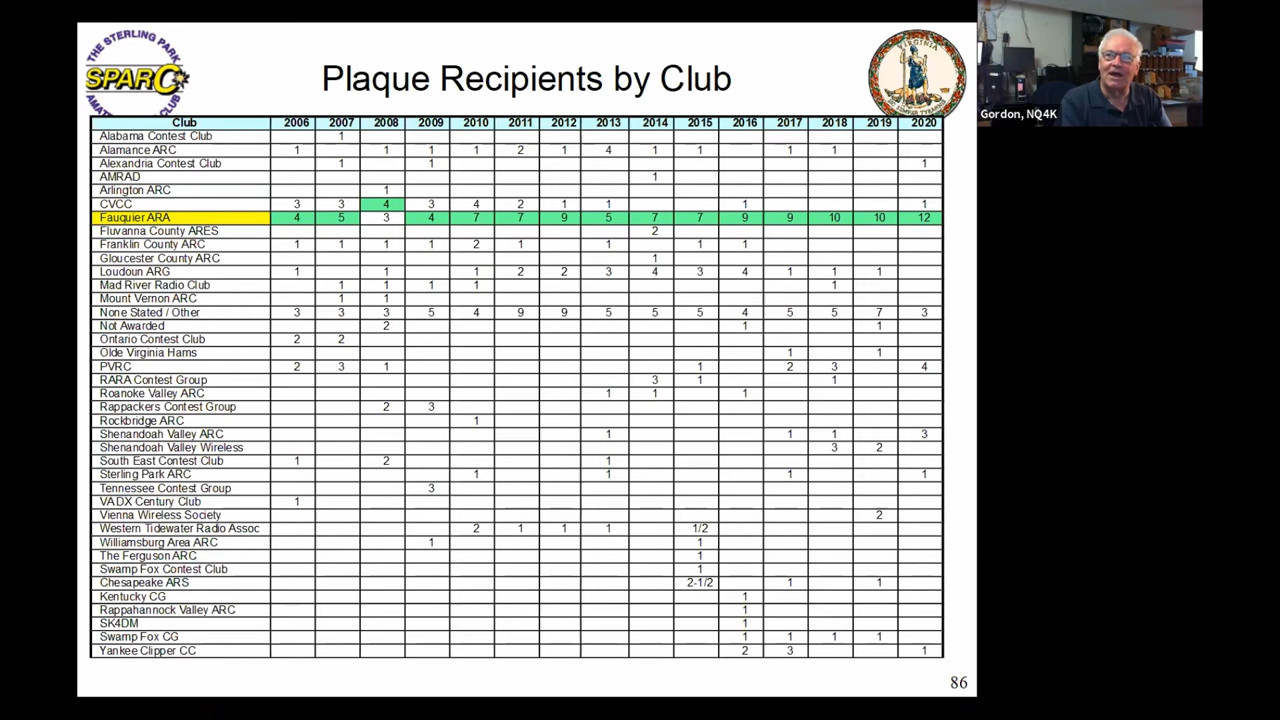 THE STERLING PARK
SPARC
Plaque Recipients by Club
VIRGINIA
Gordon, NQ4K
Club 2006 2007 2008 2009 2010 2011 2012 2013 2014 2015 2016 2017 2018 2019 2020
Alabama Contest Club 1
Alamance ARC 1 1 1 1 2 1 4 1 1 1 1
Alexandria Contest Club 1 1 1
AMRAD 1
Arlington ARC 1
CVCC 3 3 4 3 4 2 1 1 1 1
Fauquier ARA 4 5 3 4 7 7 9 5 7 7 9 9 10 10 12
Fluvanna County ARES 2
Franklin County ARC 1 1 1 1 2 1 1 1 1
Gloucester County ARC 1
Loudoun ARG 1 1 1 2 2 3 4 3 4 1 1 1
Mad River Radio Club 1 1 1 1 1
Mount Vernon ARC 1 1
None Stated / Other 3 3 3 5 4 9 9 5 5 5 4 5 5 7 3
Not Awarded 2 1 1
Ontario Contest Club 2 2
Olde Virginia Hams 1 1
PVRC 2 3 1 1 2 3 4
RARA Contest Group 3 1 1
Roanoke Valley ARC 1 1 1
Rappackers Contest Group 2 3
Rockbridge ARC 1
Shenandoah Valley ARC 1 1 1 3
Shenandoah Valley Wireless 3 2
South East Contest Club 1 2 1
Sterling Park ARC 1 1 1 1
Tennessee Contest Group 3
VADX Century Club 1
Vienna Wireless Society 2
Western Tidewater Radio Assoc 2 1 1 1 1/2
Williamsburg Area ARC 1 1
The Ferguson ARC 1
Swamp Fox Contest Club 1
Chesapeake ARS 2-1/2 1 1
Kentucky CG 1
Rappahannock Valley ARC 1
SK4DM 1
Swamp Fox CG 1 1 1 1
Yankee Clipper CC 2 3 1
86